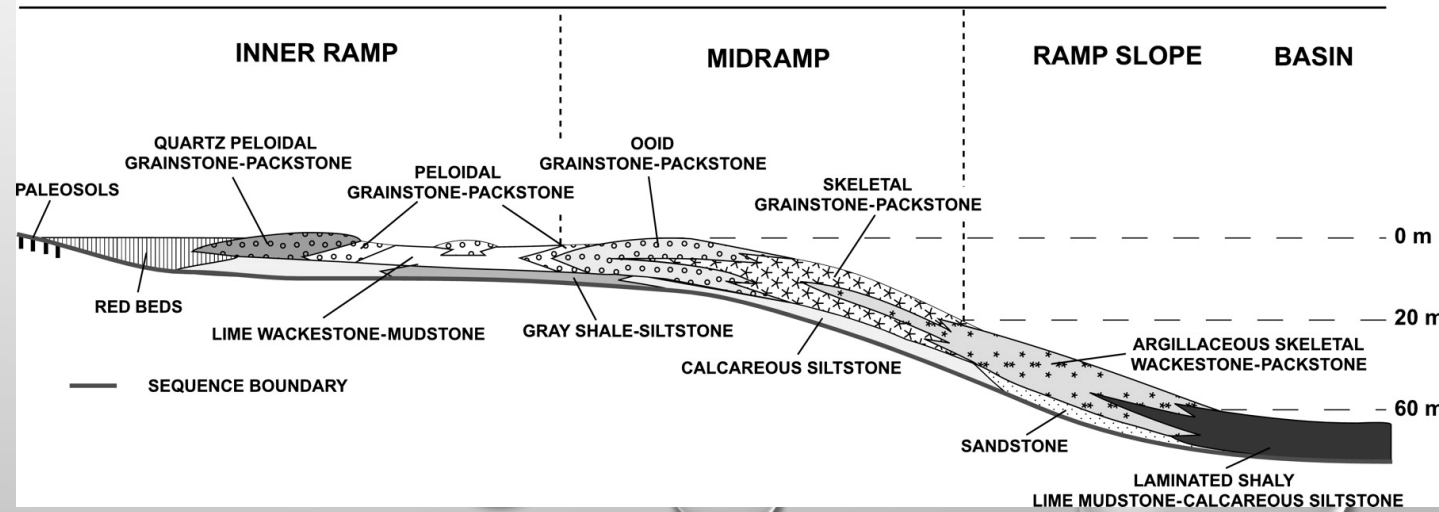 INNER RAMP
MIDRAMP
RAMP SLOPE
BASIN
QUARTZ PELOIDAL
GRAINSTONE-PACKSTONE
PELOIDAL
GRAINSTONE-PACKSTONE
OOID
GRAINSTONE-PACKSTONE
SKELETAL
GRAINSTONE-PACKSTONE
PALEOSOLS
0 m
RED BEDS
LIME WACKESTONE-MUDSTONE
GRAY SHALE-SILTSTONE
20 m
CALCAREOUS SILTSTONE
ARGILLACEOUS SKELETAL
WACKESTONE-PACKSTONE
SEQUENCE BOUNDARY
60 m
SANDSTONE
LAMINATED SHALY
LIME MUDSTONE-CALCAREOUS SILTSTONE